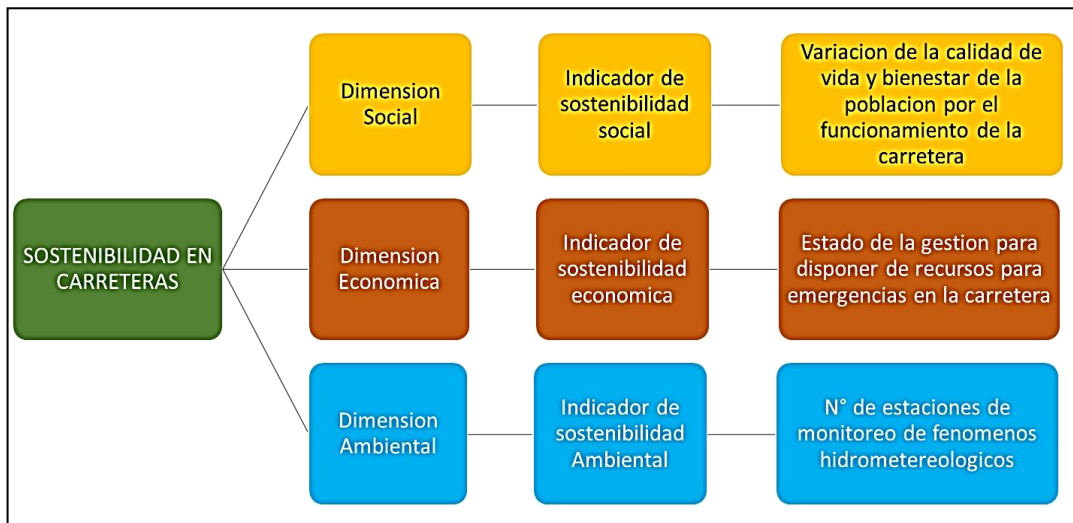 SOSTENIBILIDAD EN
CARRETERAS
Dimension
Social
Indicador de
sostenibilidad
social
Variacion de la calidad de
vida y bienestar de la
poblacion por el
funcionamiento de la
carretera
Dimension
Economica
Indicador de
sostenibilidad
economica
Estado de la gestion para
disponer de recursos para
emergencias en la carretera
Dimension
Ambiental
Indicador de
sostenibilidad
Ambiental
N° de estaciones de
monitoreo de fenomenos
hidrometereologicos